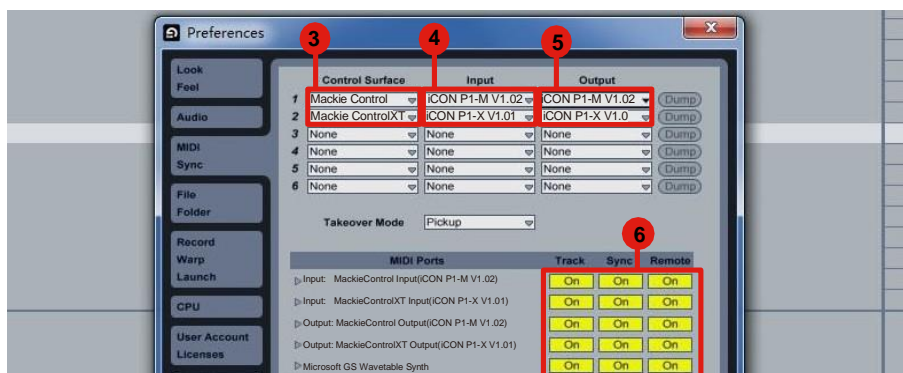 Preferences
3
4
5
Look
Feel
Audio
MIDI
Sync
File
Folder
Record
Warp
Launch
CPU
User Account
Licenses
Control Surface Input Output
1 Mackie Control iCON P1-M V1.02 iCON P1-M V1.02 Dump
2 Mackie ControlXT iCON P1-X V1.01 iCON P1-X V1.0 Dump
3 None None None Dump
4 None None None Dump
5 None None None Dump
6 None None None Dump
Takeover Mode Pickup
6
MIDI Ports Track Sync Remote
Input: MackieControl Input(iCON P1-M V1.02) On On On
Input: MackieControlXT Input(iCON P1-X V1.01) On On On
Output: MackieControl Output(iCON P1-M V1.02) On On On
Output: MackieControlXT Output(iCON P1-X V1.01) On On On
Microsoft GS Wavetable Synth On On On